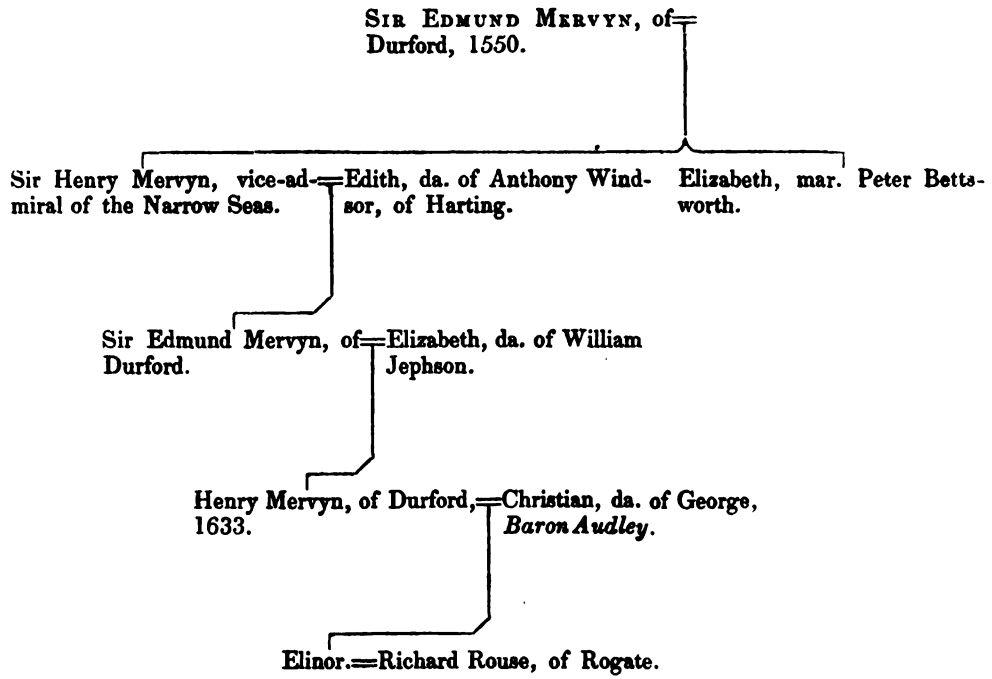 SIR EDMUND MERVYN, of
Durford, 1550.
Sir Henry Mervyn, vice-ad-
miral of the Narrow Seas.
Edith, da. of Anthony Wind-
sor, of Harting.
Elizabeth, mar. Peter Betts-
worth.
Sir Edmund Mervyn, of
Durford.
Elizabeth, da. of William
Jephson.
Henry Mervyn, of Durford,
1633.
Christian, da. of George,
Baron Audley.
Elinor.=Richard Rouse, of Rogate.